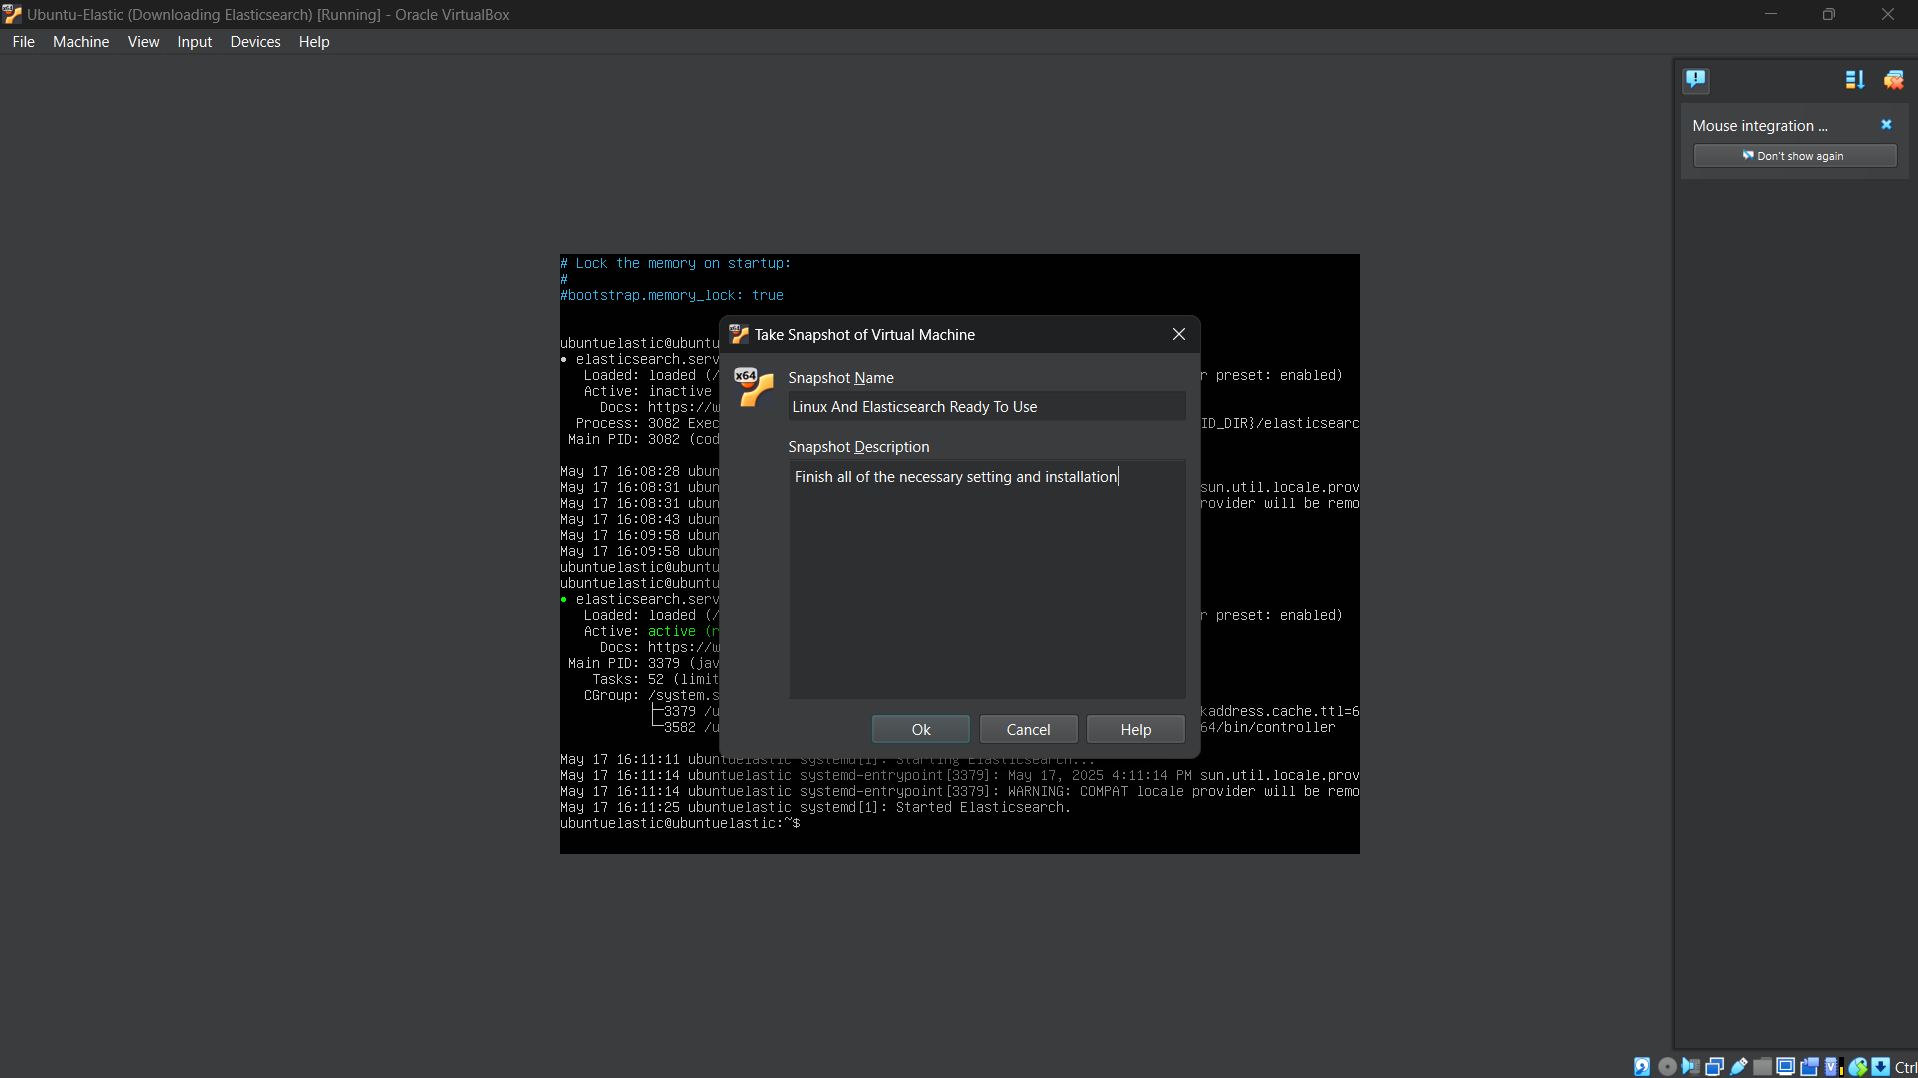 Ubuntu-Elastic (Downloading Elasticsearch) [Running] - Oracle VirtualBox
File Machine View Input Devices Help
Mouse integration ...
Don't show again
# Lock the memory on startup:
#
#bootstrap.memory_lock: true
Take Snapshot of Virtual Machine
x64
Snapshot Name
Linux And Elasticsearch Ready To Use
Snapshot Description
Finish all of the necessary setting and installation
Ok Cancel Help
ubuntuelastic@ubuntu
● elasticsearch.serv
Loaded: loaded (/ r preset: enabled)
Active: inactive
Docs: https://w
Process: 3082 Exec ID_DIR}/elasticsearc
Main PID: 3082 (cod
May 17 16:08:28 ubun
May 17 16:08:31 ubun sun.util.locale.prov
May 17 16:08:31 ubun rovider will be remo
May 17 16:08:43 ubun
May 17 16:09:58 ubun
May 17 16:09:58 ubun
ubuntuelastic@ubuntu
ubuntuelastic@ubuntu
● elasticsearch.serv
Loaded: loaded (/ r preset: enabled)
Active: active (r
Docs: https://w
Main PID: 3379 (jav
Tasks: 52 (limit
CGroup: /system.s
├─3379 /u kaddress.cache.ttl=6
└─3582 /u 64/bin/controller
May 17 16:11:11 ubuntuelastic systemd[1]: Starting Elasticsearch...
May 17 16:11:14 ubuntuelastic systemd-entrypoint[3379]: May 17, 2025 4:11:14 PM sun.util.locale.prov
May 17 16:11:14 ubuntuelastic systemd-entrypoint[3379]: WARNING: COMPAT locale provider will be remo
May 17 16:11:25 ubuntuelastic systemd[1]: Started Elasticsearch.
ubuntuelastic@ubuntuelastic:~$
Ctrl